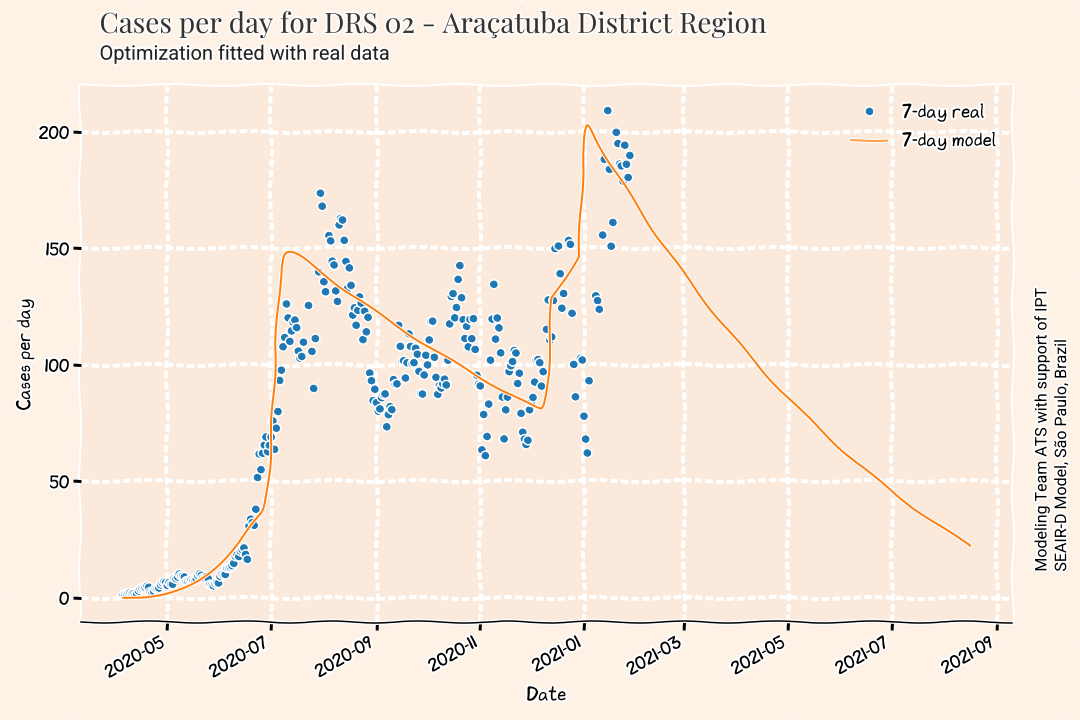 Cases per day for DRS 02 - Araçatuba District Region
Optimization fitted with real data
7-day real
7-day model
200
150
100
50
0
Cases per day
2020-05
2020-07
2020-09
2020-11
2021-01
2021-03
2021-05
2021-07
2021-09
Date
Modeling Team ATS with support of IPT
SEAIR-D Model, São Paulo, Brazil